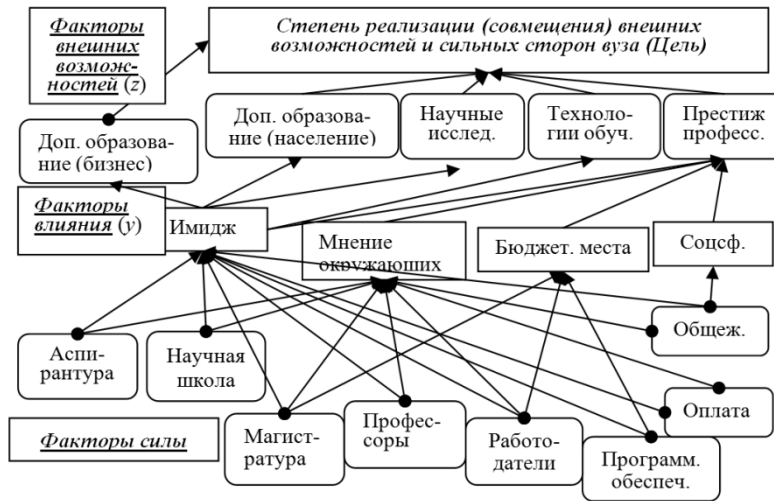 Факторы
внешних
возмож-
ностей (z)
Степень реализации (совмещения) внешних
возможностей и сильных сторон вуза (Цель)
Доп. образова-
ние (бизнес)
Доп. образова-
ние (население)
Научные
исслед.
Техноло-
гии обуч.
Престиж
професс.
Факторы
влияния (у)
Имидж
Мнение
окружаюших
Бюджет. места
Соцсф.
Аспи-
рантура
Научная
школа
Общеж.
Факторы силы
Магист-
ратура
Профес-
соры
Работо-
датели
Программ.
обеспеч.
Оплата